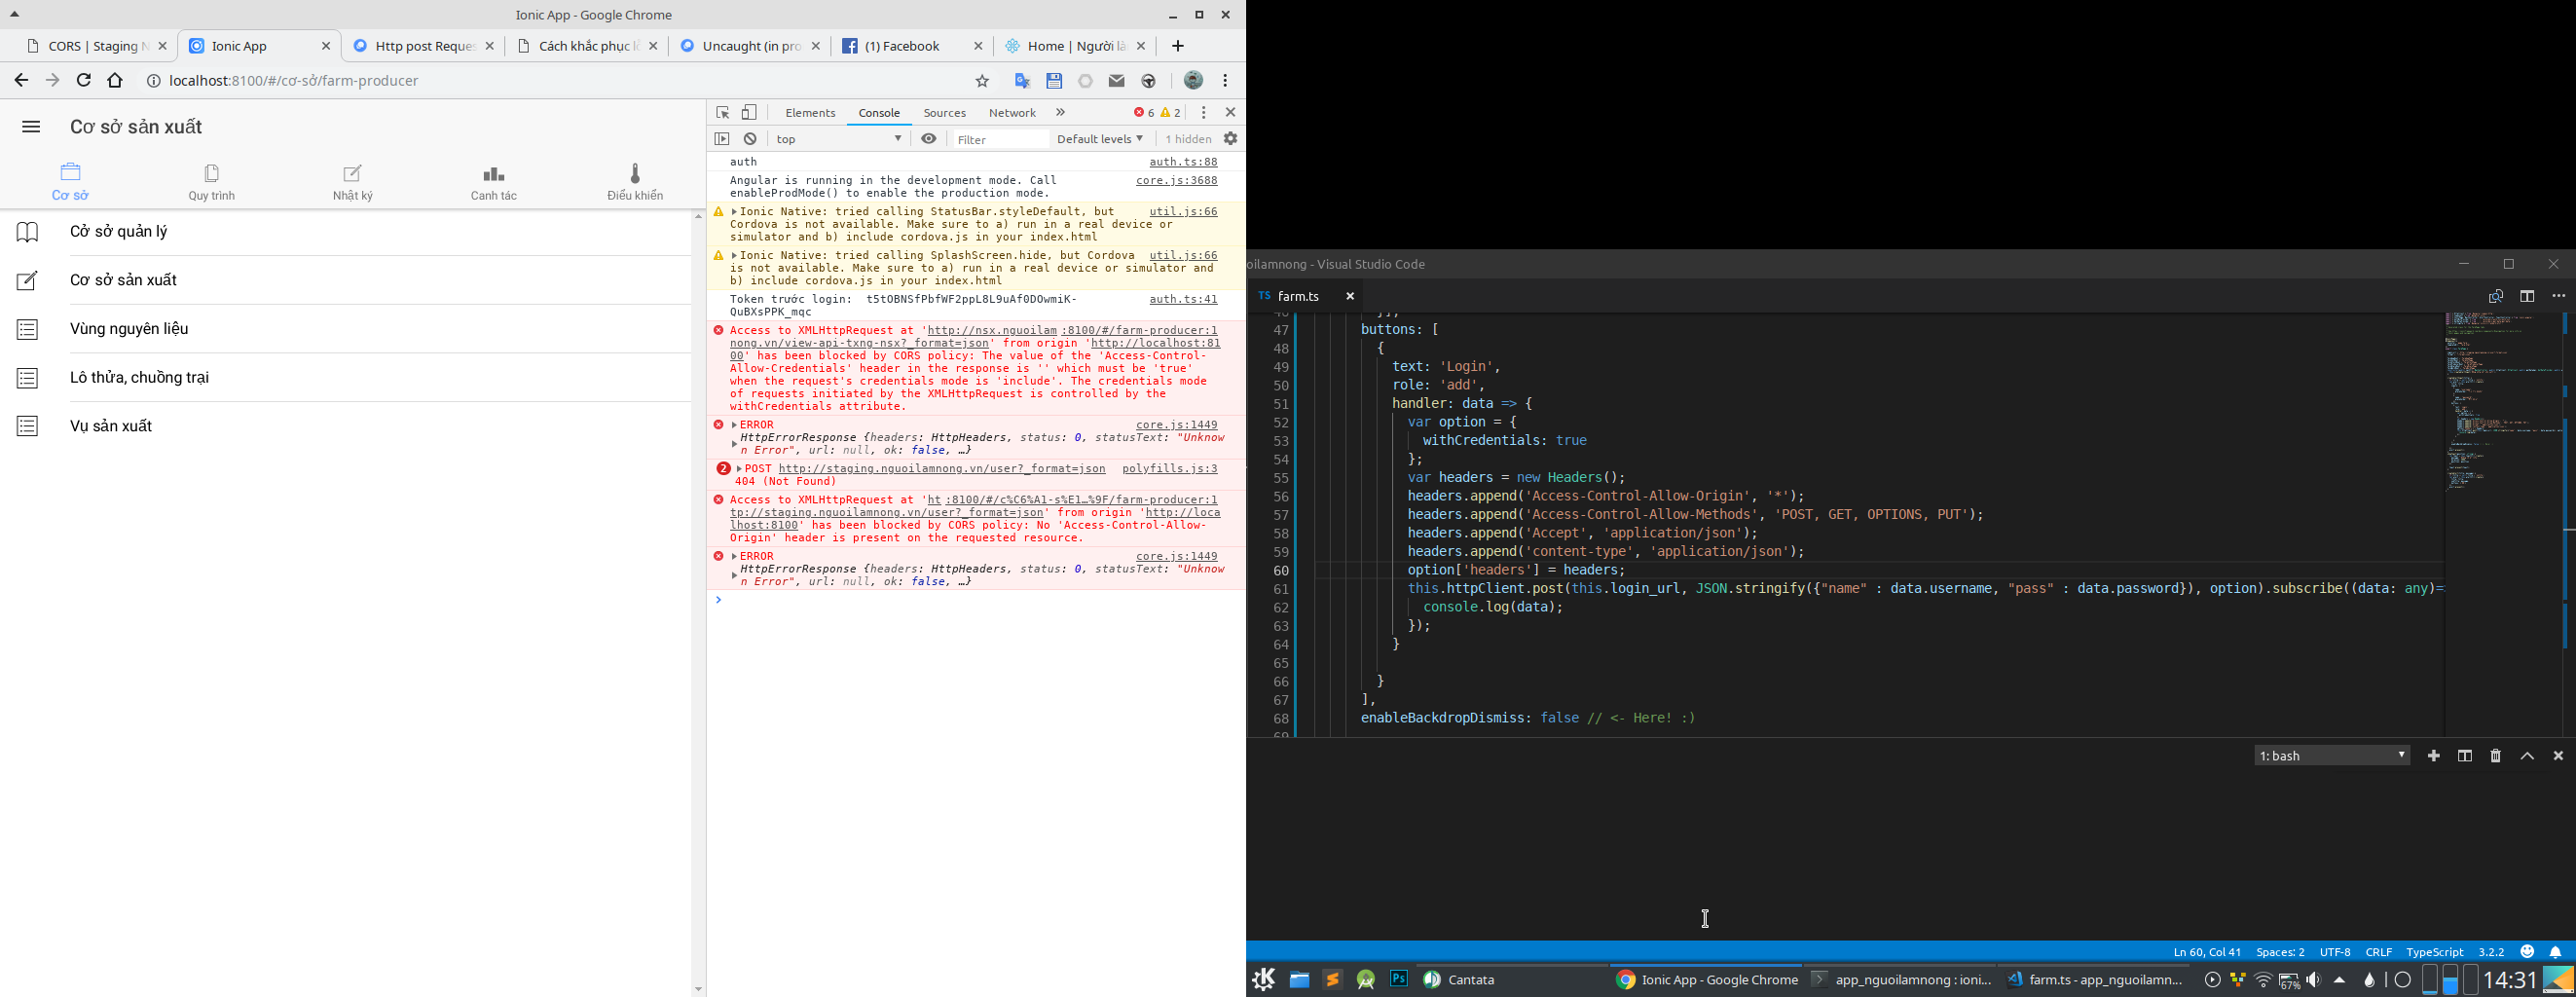 Ionic App - Google Chrome
CORS | Staging N
Ionic App
Http post Reques
Cách khắc phục l
Uncaught (in pro
(1) Facebook
Home | Người là
localhost:8100/#/cơ-sở/farm-producer
Cơ sở sản xuất
Cơ sở
Quy trình
Nhật ký
Canh tác
Điều khiển
Cở sở quản lý
Cơ sở sản xuất
Vùng nguyên liệu
Lô thửa, chuồng trại
Vụ sản xuất
Elements Console Sources Network » 6 2
top Filter Default levels 1 hidden
auth auth.ts:88
Angular is running in the development mode. Call core.js:3688
enableProdMode() to enable the production mode.
Ionic Native: tried calling StatusBar.styleDefault, but util.js:66
Cordova is not available. Make sure to a) run in a real device or
simulator and b) include cordova.js in your index.html
Ionic Native: tried calling SplashScreen.hide, but Cordova util.js:66
is not available. Make sure to a) run in a real device or simulator and
b) include cordova.js in your index.html
Token trước login: t5tOBNSfPbfWF2ppL8L9uAf0DOwmiK- auth.ts:41
QuBXsPPK_mqc
Access to XMLHttpRequest at 'http://nsx.nguoilam :8100/#/farm-producer:1
nong.vn/view-api-txng-nsx?_format=json' from origin 'http://localhost:81
00' has been blocked by CORS policy: The value of the 'Access-Control-
Allow-Credentials' header in the response is '' which must be 'true'
when the request's credentials mode is 'include'. The credentials mode
of requests initiated by the XMLHttpRequest is controlled by the
withCredentials attribute.
ERROR core.js:1449
HttpErrorResponse {headers: HttpHeaders, status: 0, statusText: "Unknow
n Error", url: null, ok: false, …}
2 POST http://staging.nguoilamnong.vn/user?_format=json polyfills.js:3
404 (Not Found)
Access to XMLHttpRequest at 'ht :8100/#/c%C6%A1-s%E1…%9F/farm-producer:1
tp://staging.nguoilamnong.vn/user?_format=json' from origin 'http://loca
lhost:8100' has been blocked by CORS policy: No 'Access-Control-Allow-
Origin' header is present on the requested resource.
ERROR core.js:1449
HttpErrorResponse {headers: HttpHeaders, status: 0, statusText: "Unknow
n Error", url: null, ok: false, …}
oilamnong - Visual Studio Code
TS farm.ts
47 buttons: [
48 {
49 text: 'Login',
50 role: 'add',
51 handler: data => {
52 var option = {
53 withCredentials: true
54 };
55 var headers = new Headers();
56 headers.append('Access-Control-Allow-Origin', '*');
57 headers.append('Access-Control-Allow-Methods', 'POST, GET, OPTIONS, PUT');
58 headers.append('Accept', 'application/json');
59 headers.append('content-type', 'application/json');
60 option['headers'] = headers;
61 this.httpClient.post(this.login_url, JSON.stringify({"name" : data.username, "pass" : data.password}), option).subscribe((data: any)=
62 console.log(data);
63 });
64 }
65
66 }
67 ],
68 enableBackdropDismiss: false // <- Here! :)
1: bash
Ln 60, Col 41 Spaces: 2 UTF-8 CRLF TypeScript 3.2.2
Ps Cantata Ionic App - Google Chrome app_nguoilamnong : ioni... farm.ts - app_nguoilamn... 67% 14:31